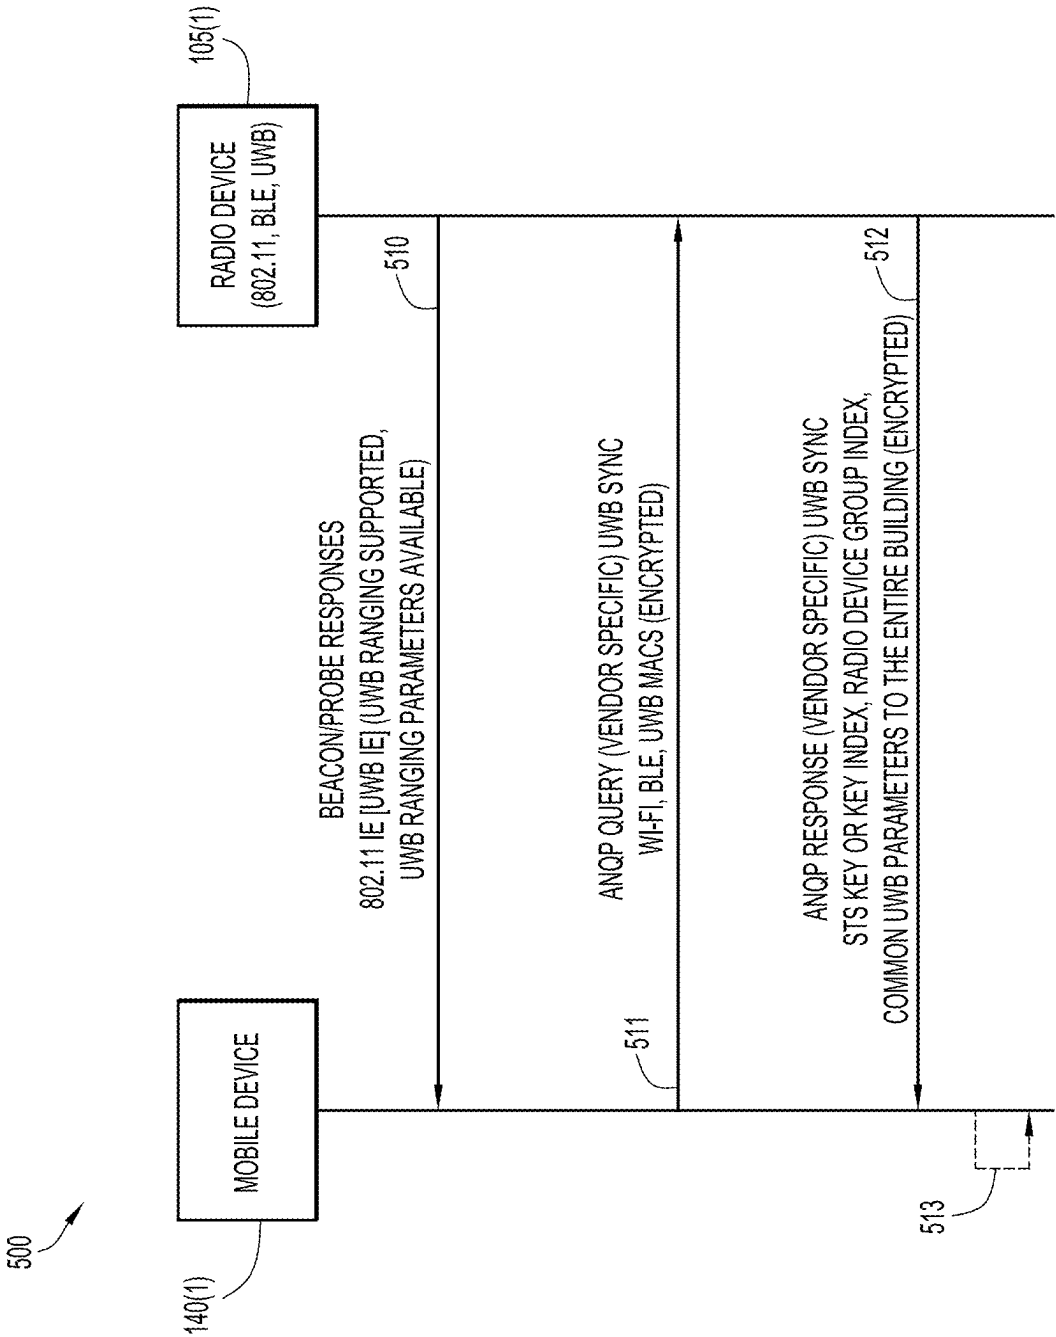 500
140(1)
MOBILE DEVICE
105(1)
RADIO DEVICE
(802.11, BLE, UWB)
BEACON/PROBE RESPONSES
802.11 IE [UWB IE] (UWB RANGING SUPPORTED,
UWB RANGING PARAMETERS AVAILABLE)
510
ANQP QUERY (VENDOR SPECIFIC) UWB SYNC
WI-FI, BLE, UWB MACS (ENCRYPTED)
511
ANQP RESPONSE (VENDOR SPECIFIC) UWB SYNC
STS KEY OR KEY INDEX, RADIO DEVICE GROUP INDEX,
COMMON UWB PARAMETERS TO THE ENTIRE BUILDING (ENCRYPTED)
512
513